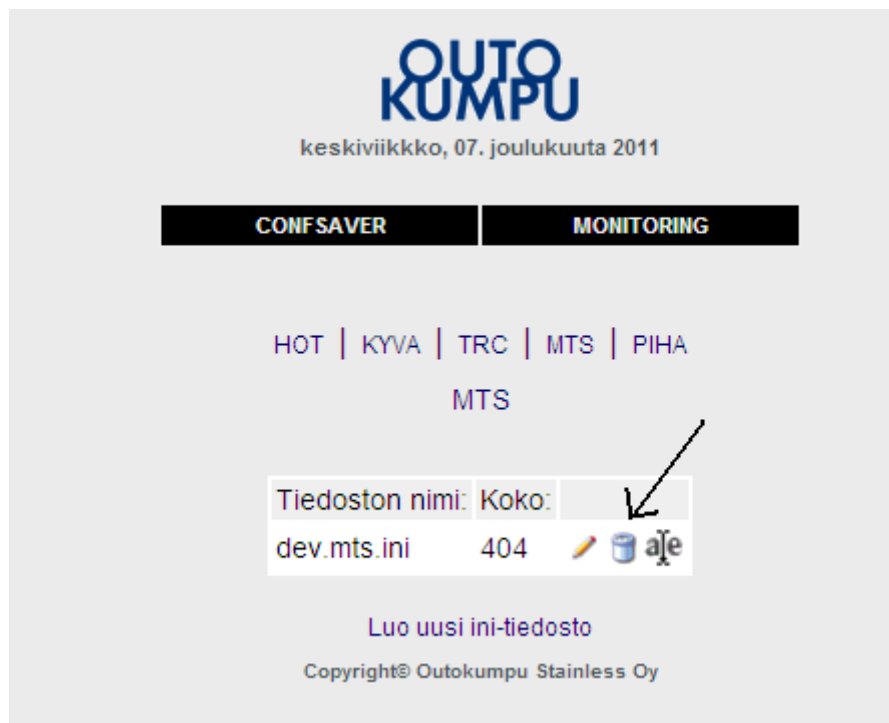 OUTO
KUMPU
keskiviikkko, 07. joulukuuta 2011
CONFSAVER MONITORING
HOT | KYVA | TRC | MTS | PIHA
MTS
Tiedoston nimi: Koko:
dev.mts.ini 404 a e
Luo uusi ini-tiedosto
Copyright© Outokumpu Stainless Oy